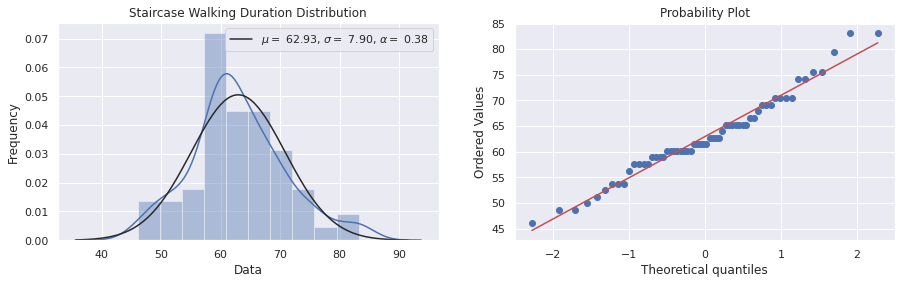 Staircase Walking Duration Distribution
μ = 62.93, σ = 7.90, α = 0.38
Frequency
0.07
0.06
0.05
0.04
0.03
0.02
0.01
0.00
40 50 60 70 80 90
Data
Probability Plot
Ordered Values
85
80
75
70
65
60
55
50
45
−2 −1 0 1 2
Theoretical quantiles